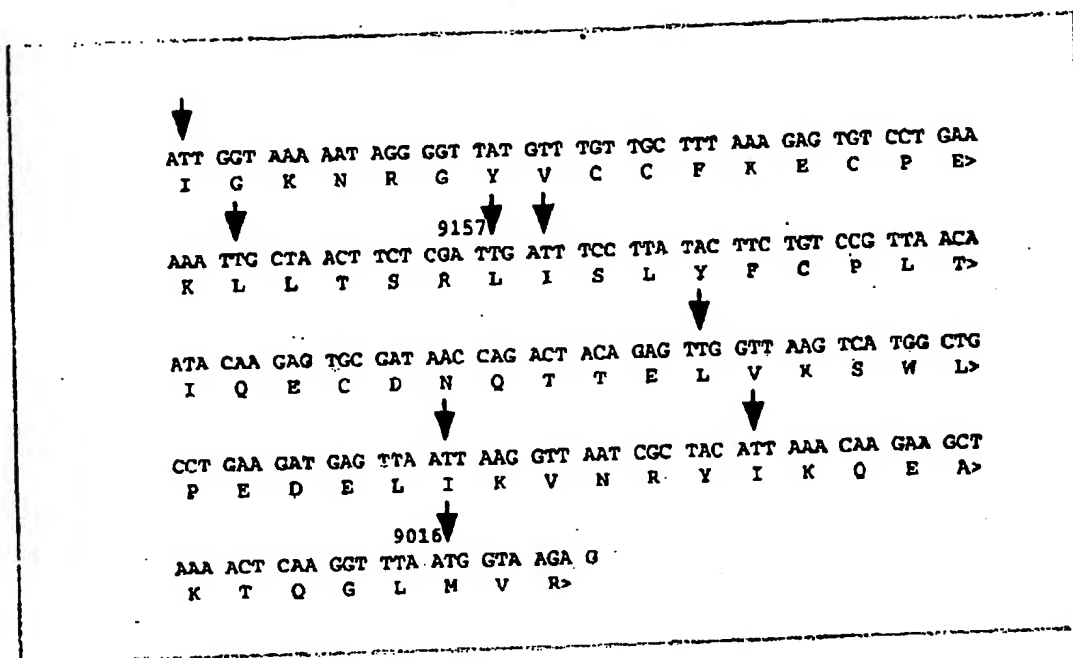 ATT GGT AAA AAT AGG GGT TAT GTT TGT TGC TTT AAA GAG TGT CCT GAA
I G K N R G Y V C C F K E C P E>
9157
AAA TTG CTA ACT TCT CGA TTG ATT TCC TTA TAC TTC TGT CCG TTA ACA
K L L T S R L I S L Y F C P L T>
ATA CAA GAG TGC GAT AAC CAG ACT ACA GAG TTG GTT AAG TCA TGG CTG
I Q E C D N Q T T E L V K S W L>
CCT GAA GAT GAG TTA ATT AAG GTT AAT CGC TAC ATT AAA CAA GAA GCT
P E D E L I K V N R Y I K Q E A>
9016
AAA ACT CAA GGT TTA ATG GTA AGA G
K T Q G L M V R>